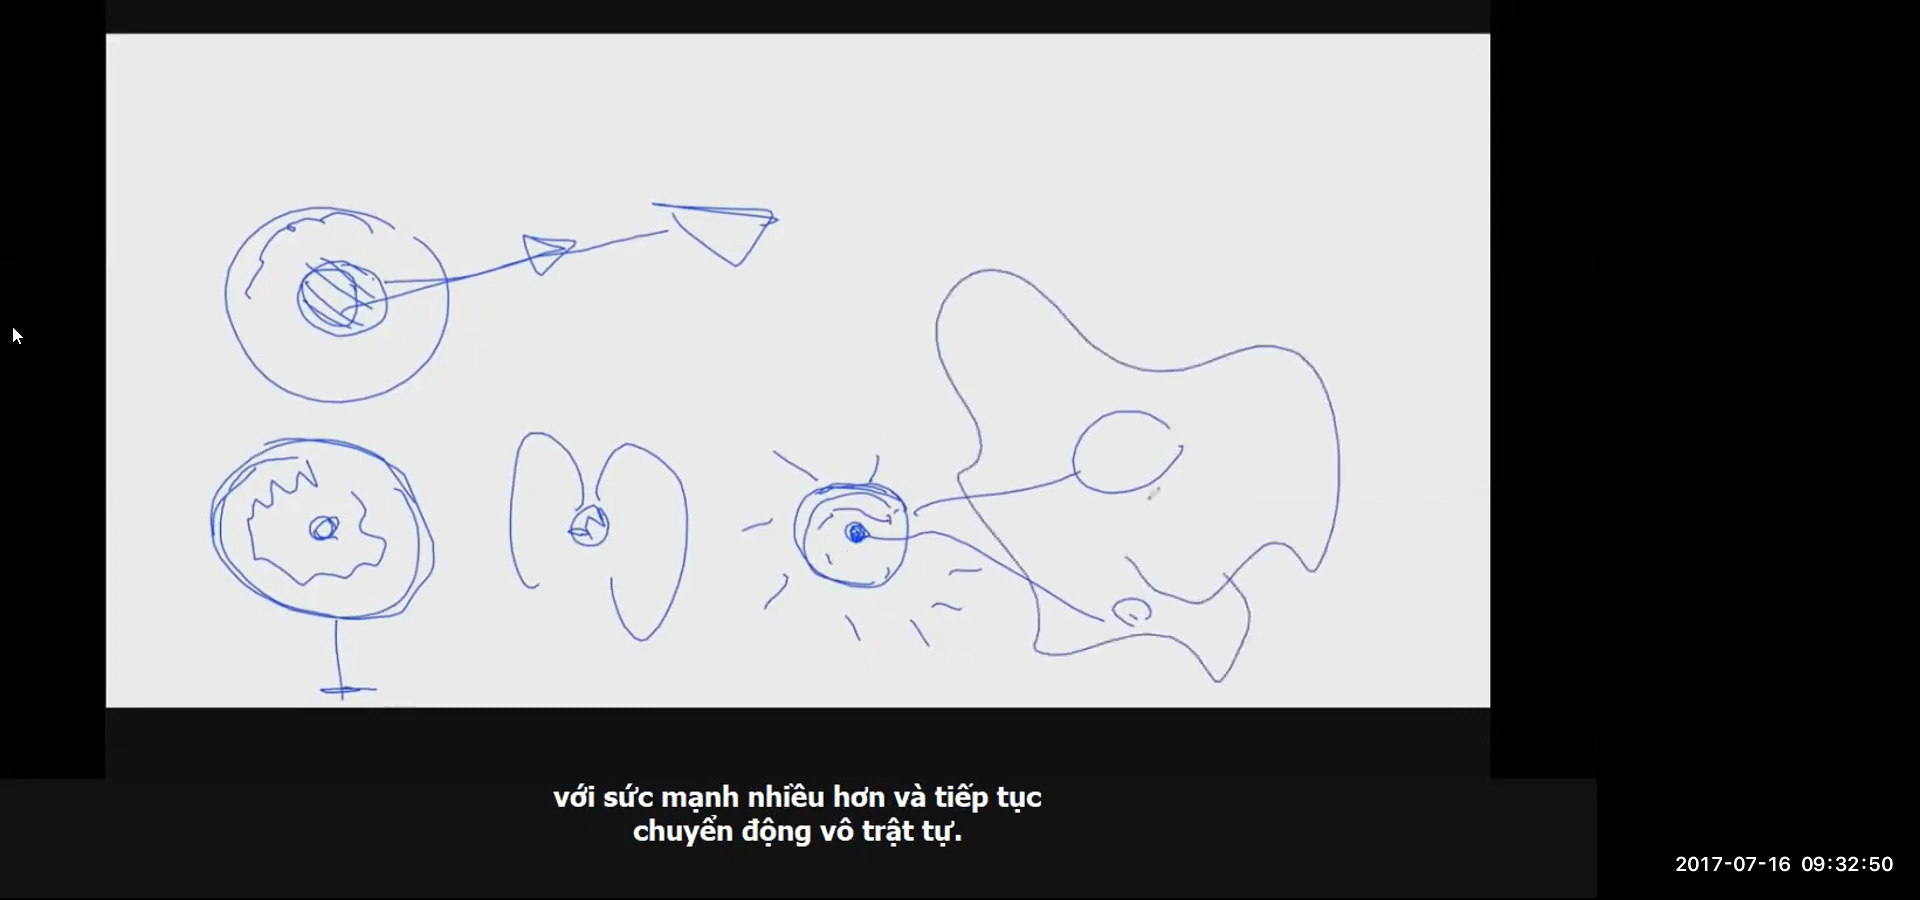 với sức mạnh nhiều hơn và tiếp tục
chuyển động vô trật tự.
2017-07-16 09:32:50